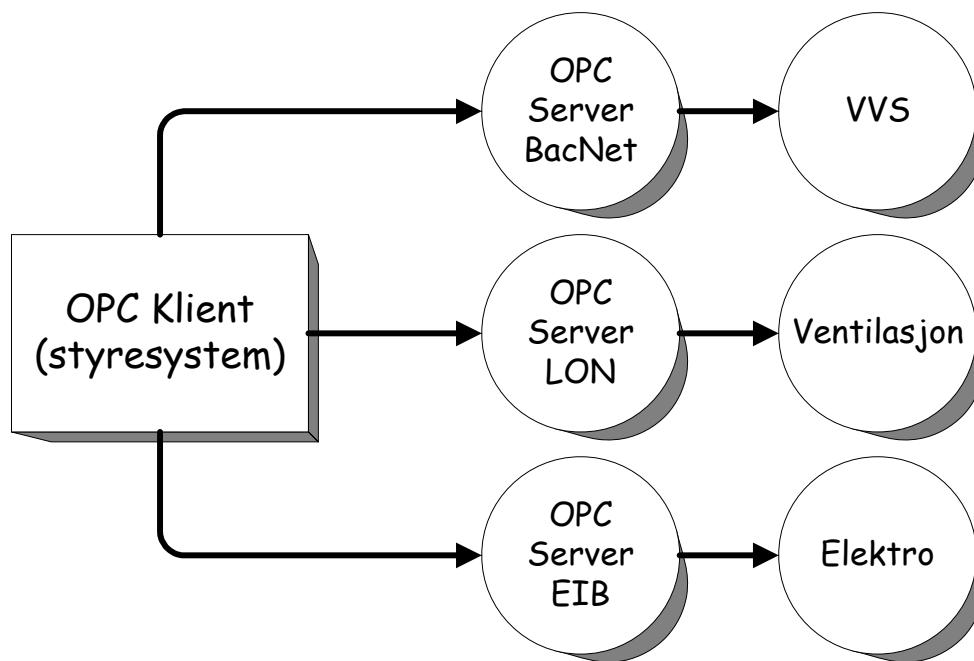 OPC Klient
(styresystem)
OPC
Server
BacNet
VVS
OPC
Server
LON
Ventilasjon
OPC
Server
EIB
Elektro